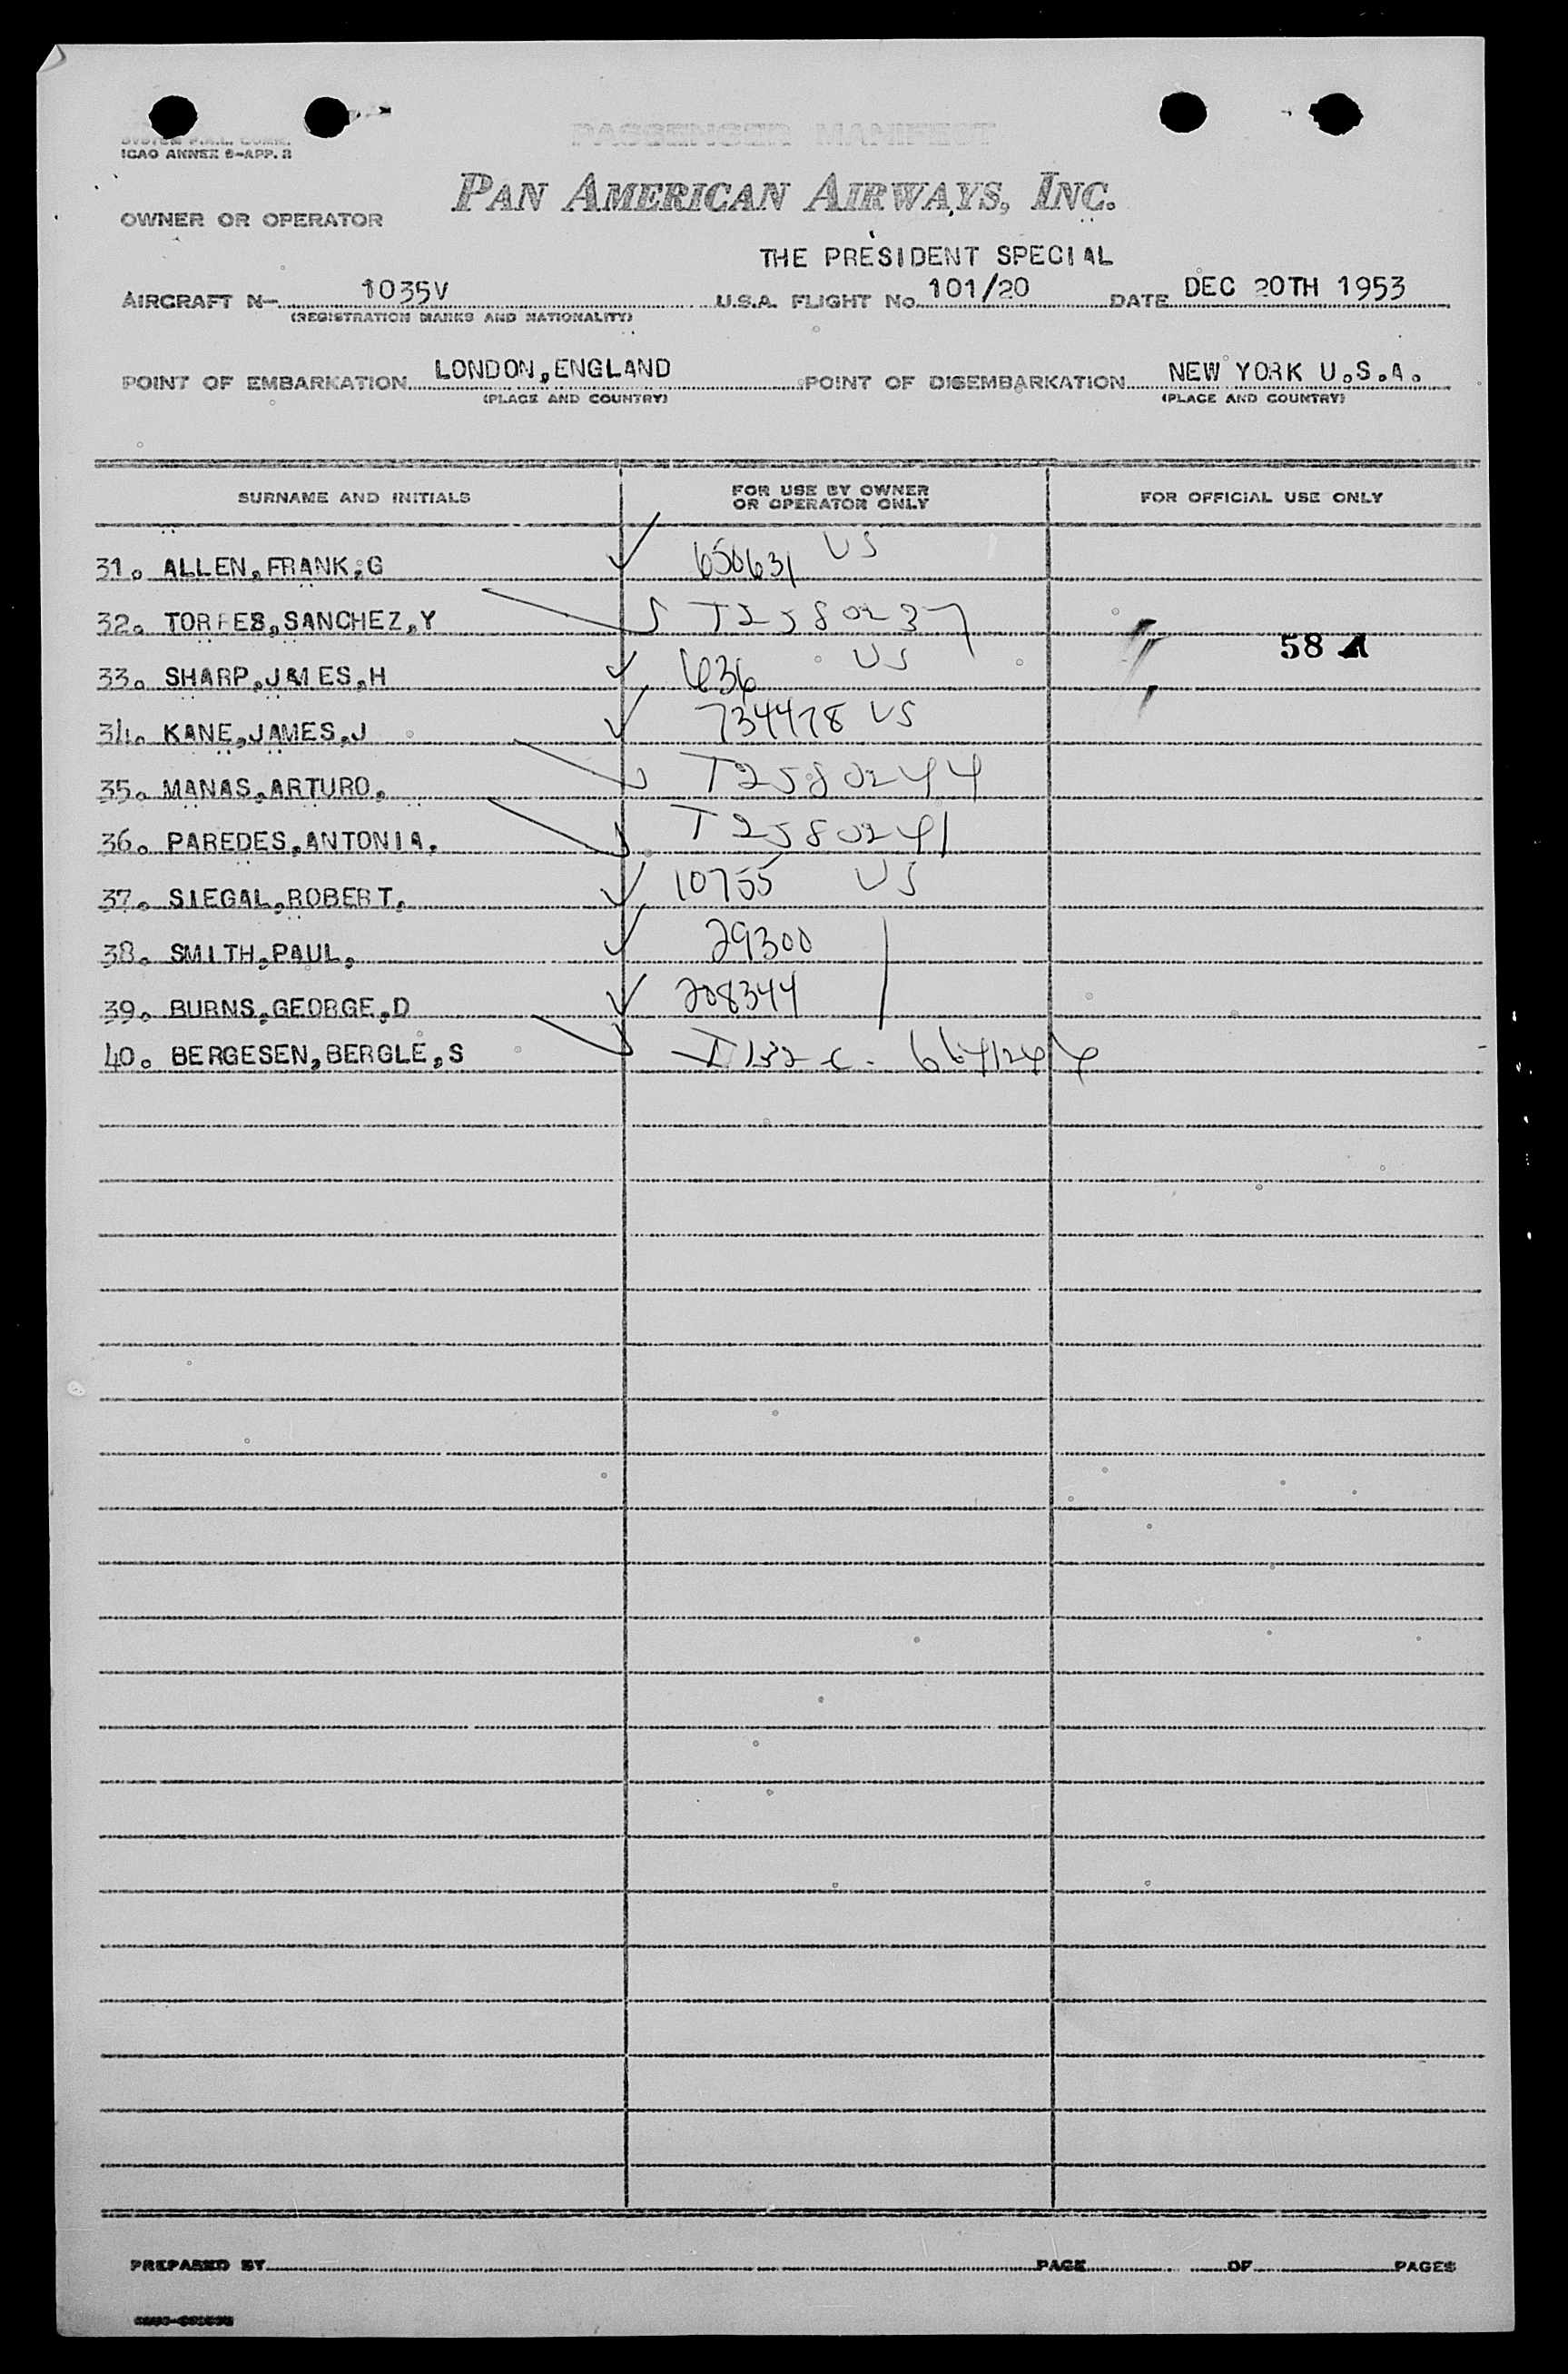 PASSENGER MANIFEST
ICAO ANNEX 9-APP. 2
PAN AMERICAN AIRWAYS, INC.
OWNER OR OPERATOR
THE PRESIDENT SPECIAL
AIRCRAFT N- 1035V U.S.A. FLIGHT No. 101/20 DATE DEC 20TH 1953
(REGISTRATION MARKS AND NATIONALITY)
POINT OF EMBARKATION LONDON,ENGLAND POINT OF DISEMBARKATION NEW YORK U.S.A.
(PLACE AND COUNTRY) (PLACE AND COUNTRY)
SURNAME AND INITIALS FOR USE BY OWNER OR OPERATOR ONLY FOR OFFICIAL USE ONLY
31. ALLEN,FRANK,G 650631 US
32. TORRES,SANCHEZ,Y T2580237
58
33. SHARP,JAMES,H 636 US
34. KANE,JAMES,J 734478 US
35. MANAS,ARTURO, T2580244
36. PAREDES,ANTONIA, T2580241
37. SIEGAL,ROBERT, 10755 US
38. SMITH,PAUL, 29300
39. BURNS,GEORGE,D 208344
40. BERGESEN,BERGLE,S
PREPARED BY PAGE OF PAGES